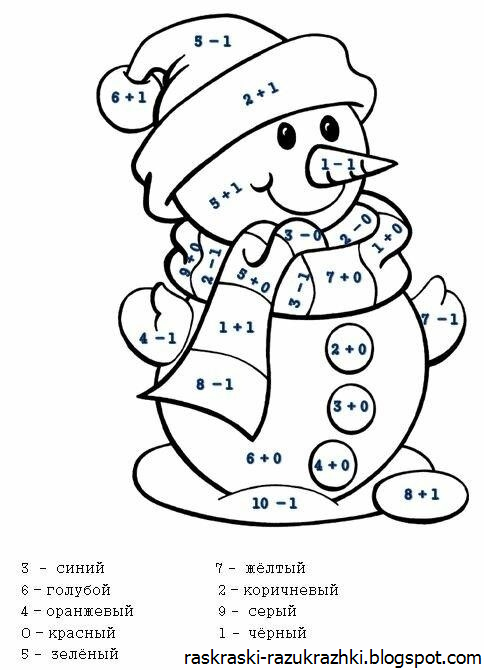 5 – 1
6 + 1
2 + 1
1 – 1
5 + 1
3 – 0
2 – 0
1 + 0
9 + 0
2 – 1
5 + 0
3 – 1
7 + 0
1 + 1
4 – 1
7 – 1
2 + 0
8 – 1
3 + 0
6 + 0
4 + 0
10 – 1
8 + 1
3 – синий
7 – жёлтый
6 – голубой
2 – коричневый
4 – оранжевый
9 – серый
0 – красный
1 – чёрный
5 – зелёный
raskraski-razukrazhki.blogspot.com